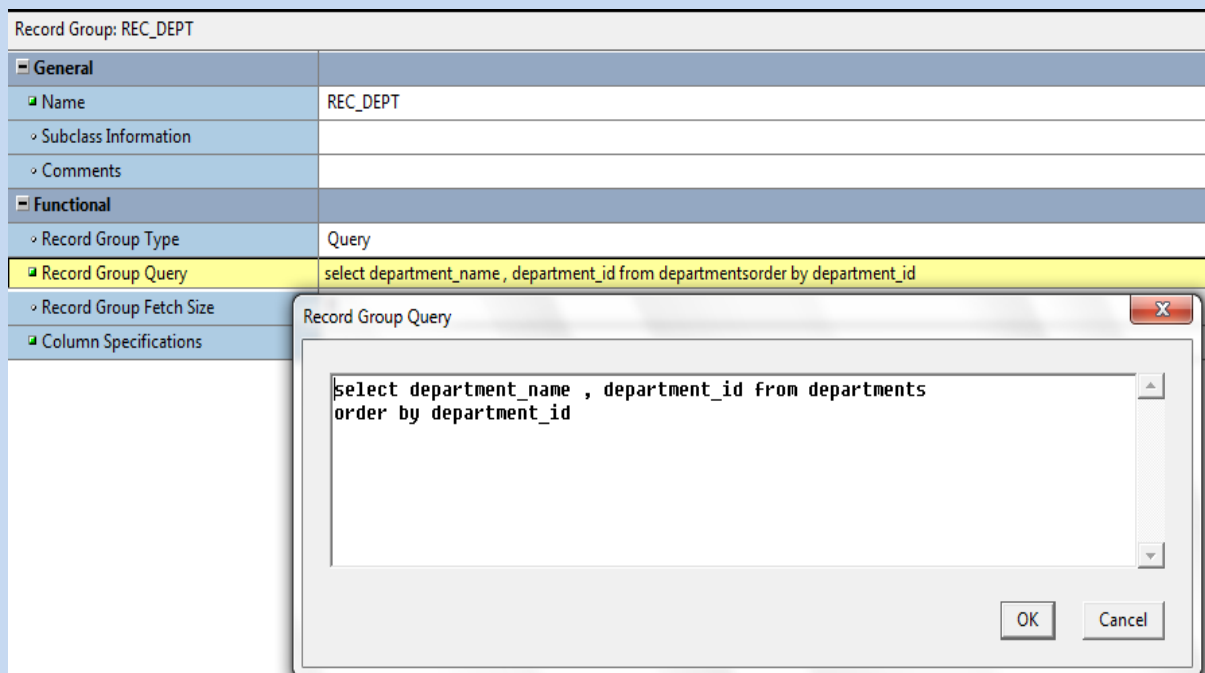 Record Group: REC_DEPT
General
Name REC_DEPT
Subclass Information
Comments
Functional
Record Group Type Query
Record Group Query select department_name , department_id from departmentsorder by department_id
Record Group Fetch Size
Column Specifications
Record Group Query
select department_name , department_id from departments
order by department_id
OK Cancel